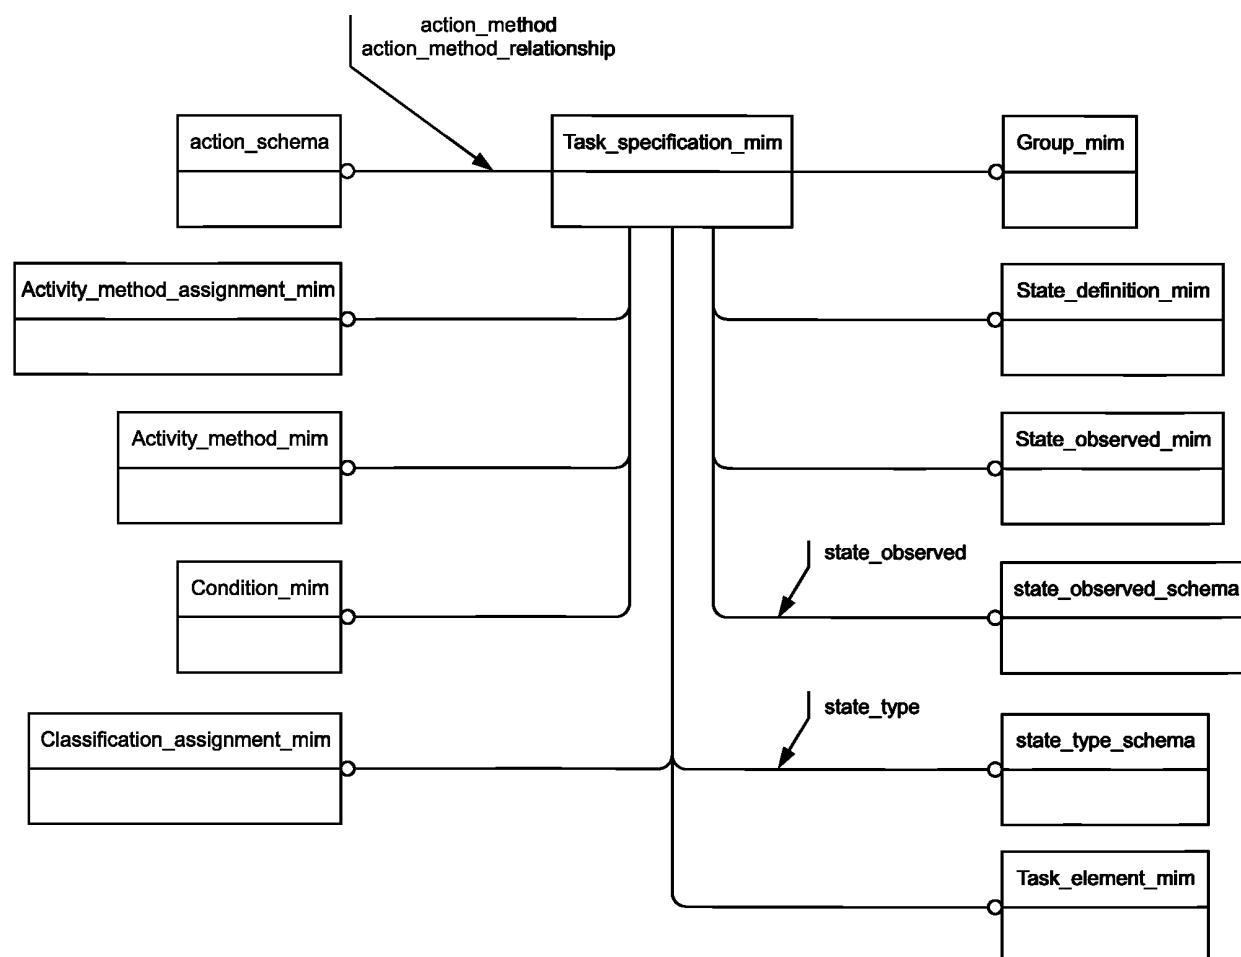 action_method
action_method_relationship
action_schema
Task_specification_mim
Group_mim
Activity_method_assignment_mim
State_definition_mim
Activity_method_mim
State_observed_mim
state_observed
Condition_mim
state_observed_schema
state_type
Classification_assignment_mim
state_type_schema
Task_element_mim